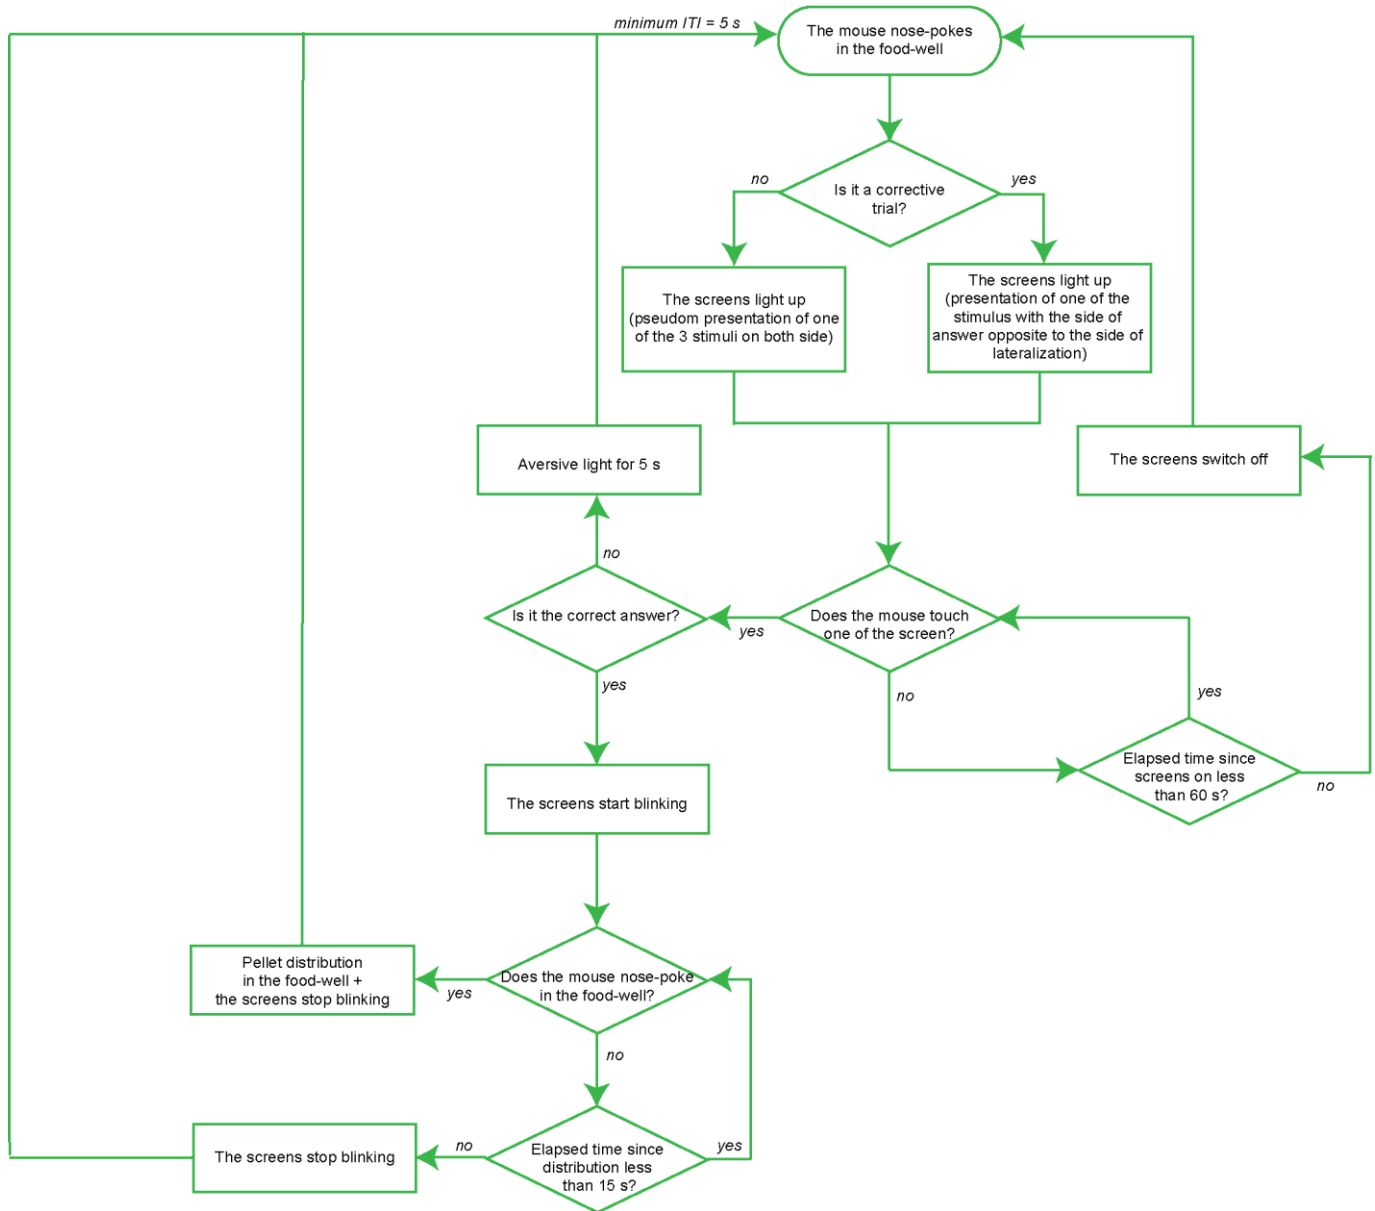 minimum ITI = 5 s
The mouse nose-pokes
in the food-well
Is it a corrective
trial?
no
yes
The screens light up
(pseudom presentation of one
of the 3 stimuli on both side)
The screens light up
(presentation of one of the
stimulus with the side of
answer opposite to the side of
lateralization)
Aversive light for 5 s
The screens switch off
no
Is it the correct answer?
yes
Does the mouse touch
one of the screen?
yes
no
yes
Elapsed time since
screens on less
than 60 s?
no
The screens start blinking
Pellet distribution
in the food-well +
the screens stop blinking
yes
Does the mouse nose-poke
in the food-well?
no
The screens stop blinking
no
Elapsed time since
distribution less
than 15 s?
yes